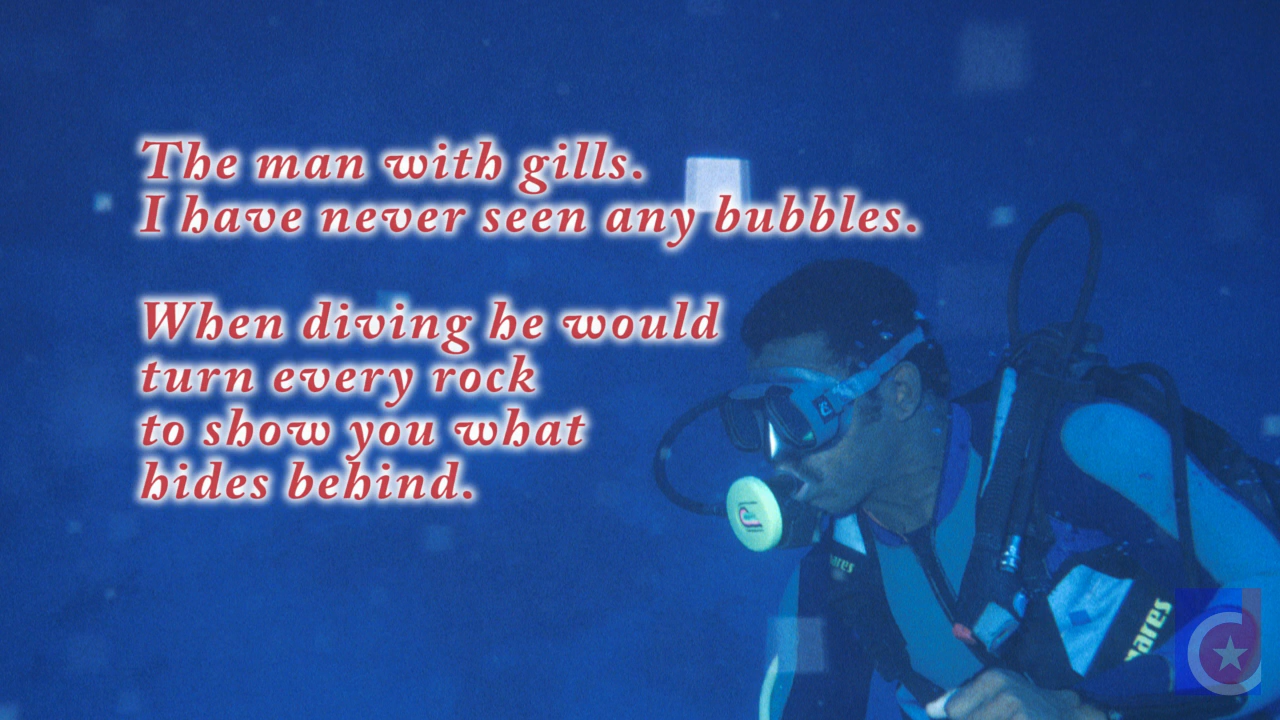 The man with gills.
I have never seen any bubbles.
When diving he would
turn every rock
to show you what
hides behind.
mares